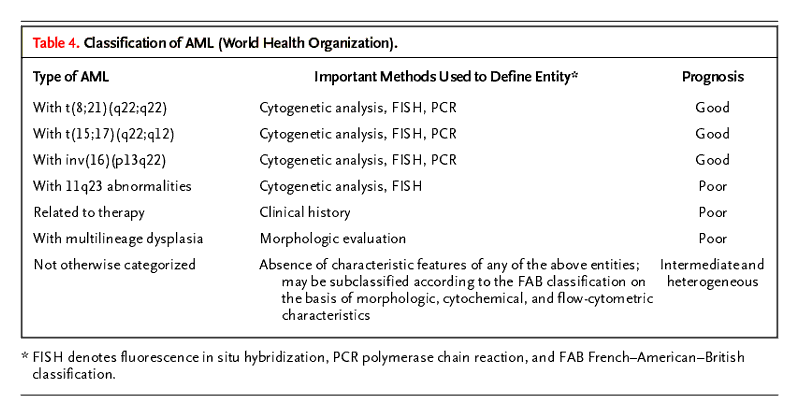 Table 4. Classification of AML (World Health Organization).
Type of AML Important Methods Used to Define Entity* Prognosis
With t(8;21)(q22;q22) Cytogenetic analysis, FISH, PCR Good
With t(15;17)(q22;q12) Cytogenetic analysis, FISH, PCR Good
With inv(16)(p13q22) Cytogenetic analysis, FISH, PCR Good
With 11q23 abnormalities Cytogenetic analysis, FISH Poor
Related to therapy Clinical history Poor
With multilineage dysplasia Morphologic evaluation Poor
Not otherwise categorized Absence of characteristic features of any of the above entities; Intermediate and
may be subclassified according to the FAB classification on heterogeneous
the basis of morphologic, cytochemical, and flow-cytometric
characteristics
* FISH denotes fluorescence in situ hybridization, PCR polymerase chain reaction, and FAB French–American–British
classification.